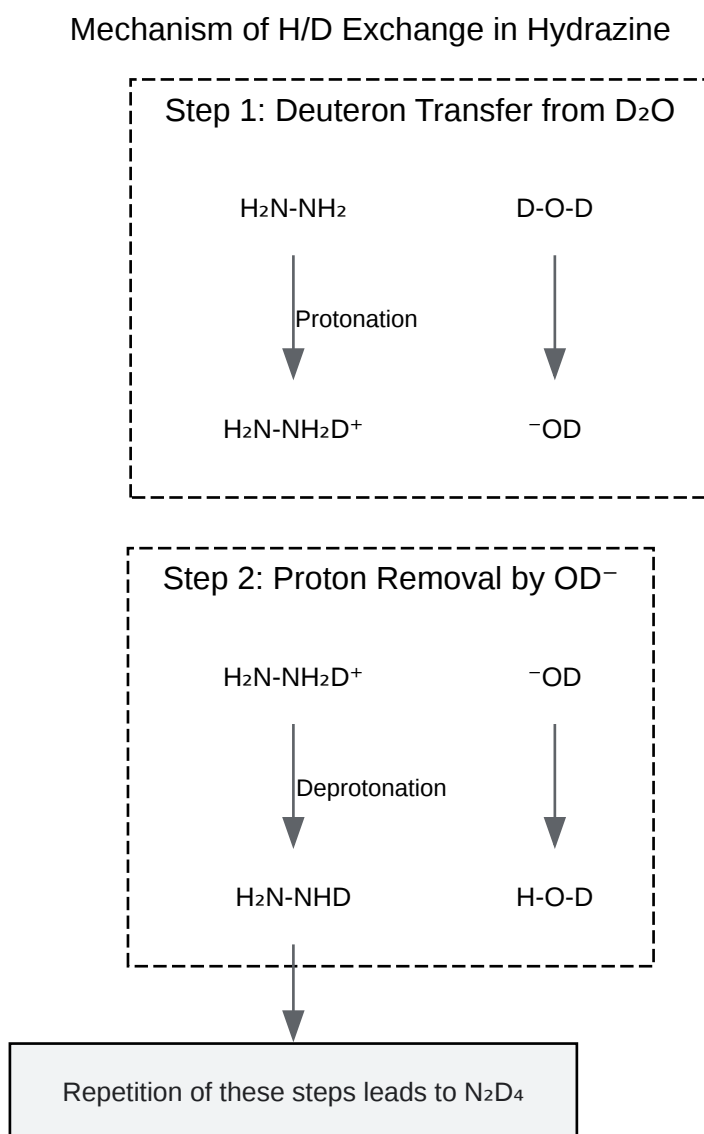 Mechanism of H/D Exchange in Hydrazine
Step 1: Deuteron Transfer from D₂O
H₂N-NH₂ D-O-D
Protonation
H₂N-NH₂D⁺ ⁻OD
Step 2: Proton Removal by OD⁻
H₂N-NH₂D⁺ ⁻OD
Deprotonation
H₂N-NHD H-O-D
Repetition of these steps leads to N₂D₄